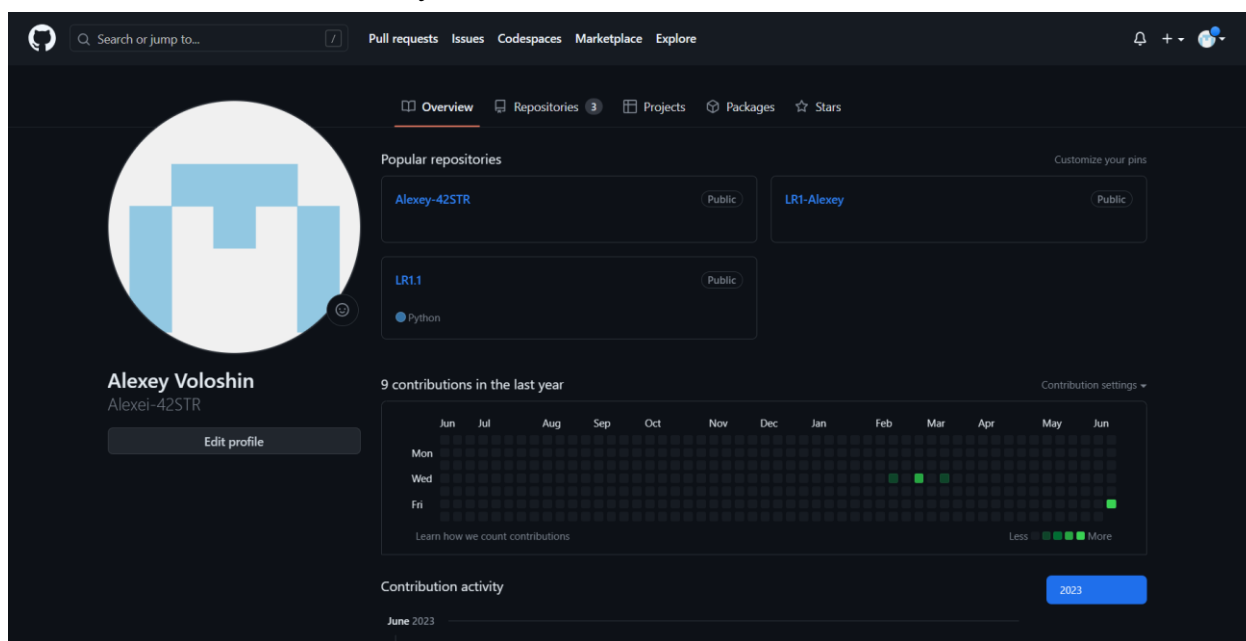 Search or jump to... /
Pull requests Issues Codespaces Marketplace Explore
Overview Repositories 3 Projects Packages Stars
Popular repositories Customize your pins
Alexey-42STR Public
LR1-Alexey Public
LR1.1 Public
Python
Alexey Voloshin
Alexei-42STR
Edit profile
9 contributions in the last year Contribution settings
Jun Jul Aug Sep Oct Nov Dec Jan Feb Mar Apr May Jun
Mon
Wed
Fri
Learn how we count contributions Less More
Contribution activity 2023
June 2023